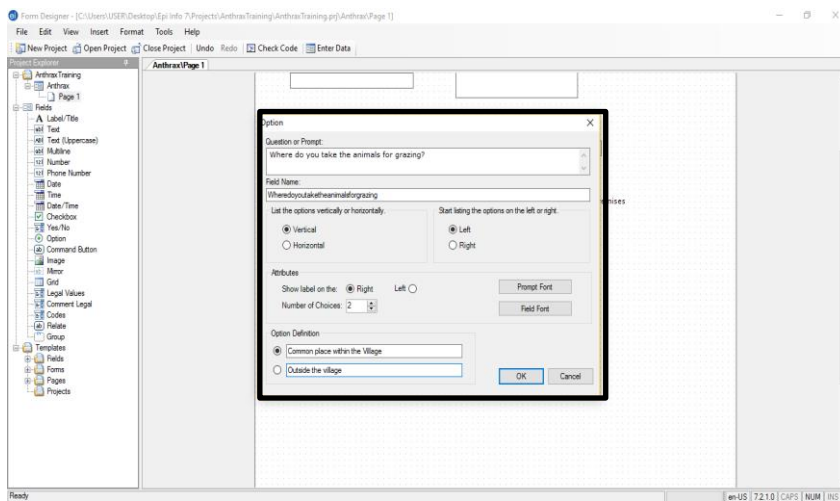 Form Designer - [C:\Users\USER\Desktop\Epi Info 7\Projects\AnthraxTraining\AnthraxTraining.prj\Anthrax\Page 1]
File Edit View Insert Format Tools Help
New Project Open Project Close Project Undo Redo Check Code Enter Data
Project Explorer
Anthrax\Page 1
AnthraxTraining
Anthrax
Page 1
Fields
A Label/Title
Text
Text (Uppercase)
Multiline
Number
Phone Number
Date
Time
Date/Time
Checkbox
Yes/No
Option
Command Button
Image
Mirror
Grid
Legal Values
Comment Legal
Codes
Relate
Group
Templates
Fields
Forms
Pages
Projects
Option
Question or Prompt:
Where do you take the animals for grazing?
Field Name:
Wheredoyoutaketheanimalsforgrazing
List the options vertically or horizontally.
Start listing the options on the left or right.
Vertical
Left
Horizontal
Right
Attributes
Show label on the: Right Left
Prompt Font
Number of Choices: 2
Field Font
Option Definition
Common place within the Village
Outside the village
OK Cancel
Ready
en-US 7.2.1.0 CAPS NUM INS